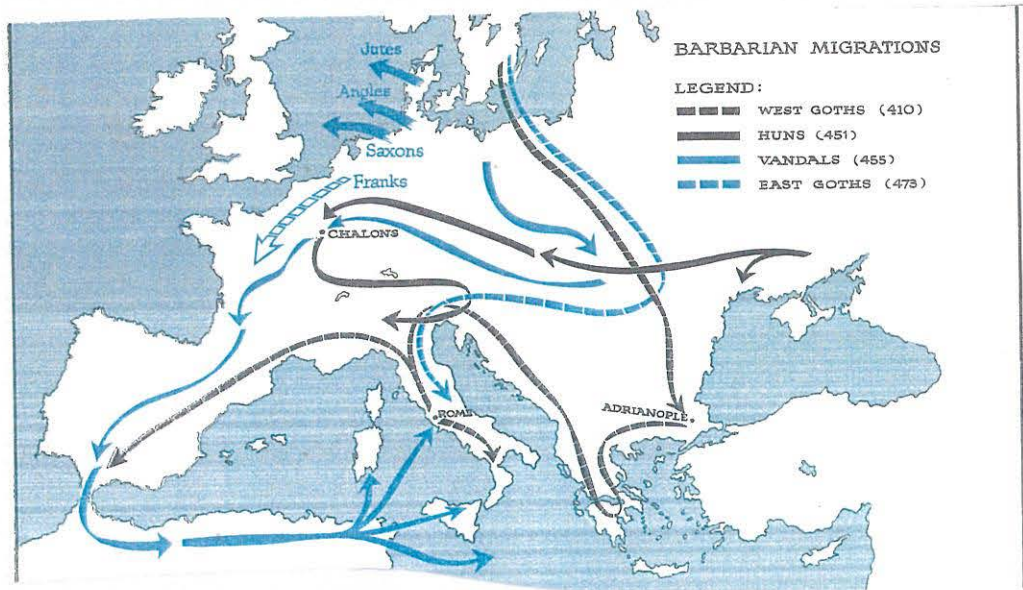 BARBARIAN MIGRATIONS
LEGEND:
WEST GOTHS (410)
HUNS (451)
VANDALS (455)
EAST GOTHS (473)
Jutes
Angles
Saxons
Franks
CHALONS
ROME
ADRIANOPLE